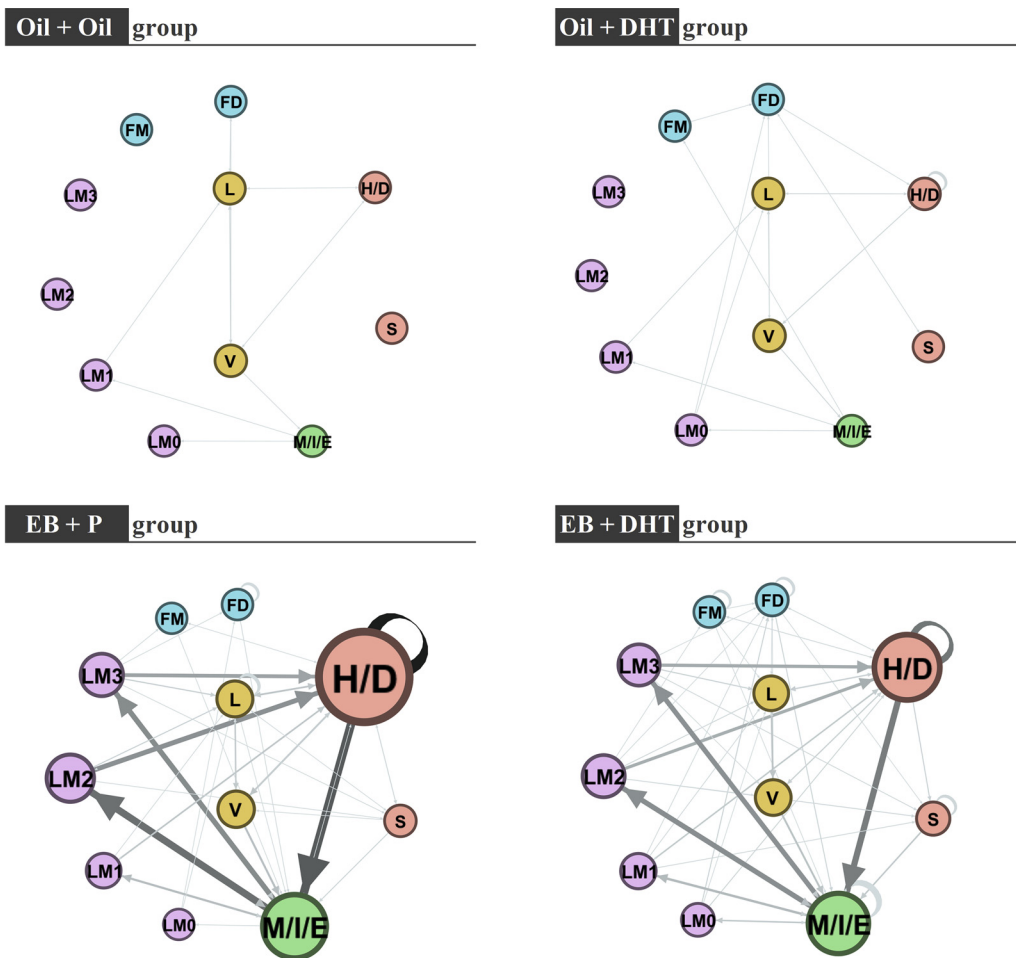 Oil + Oil group
Oil + DHT group
FD
FM
LM3
L
H/D
LM2
S
V
LM1
LM0
M/I/E
FD
FM
LM3
L
H/D
LM2
V
S
LM1
LM0
M/I/E
EB + P group
EB + DHT group
FM
FD
LM3
H/D
L
LM2
V
S
LM1
LM0
M/I/E
FM
FD
LM3
H/D
L
LM2
V
S
LM1
LM0
M/I/E